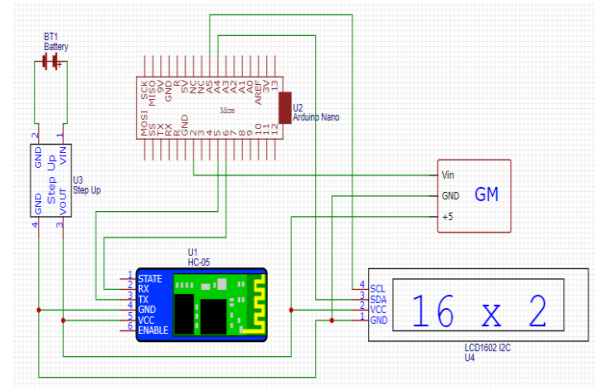 BT1
Battery
2
1
GND
VIN
Step Up
GND
VOUT
4
3
U3
Step Up
SCK
MISO
9V
GND
R
5V
NC
NC
A5
A4
A3
A2
A1
A0
AREF
3V
13
MOSI
SS
TX
RX
R
GND
2
3
4
5
6
7
8
9
10
11
12
Micro
U2
Arduino Nano
Vin
GND
+5
GM
U1
HC-05
1 STATE
2 RX
3 TX
4 GND
5 VCC
6 ENABLE
4 SCL
3 SDA
2 VCC
1 GND
16 x 2
LCD1602 I2C
U4